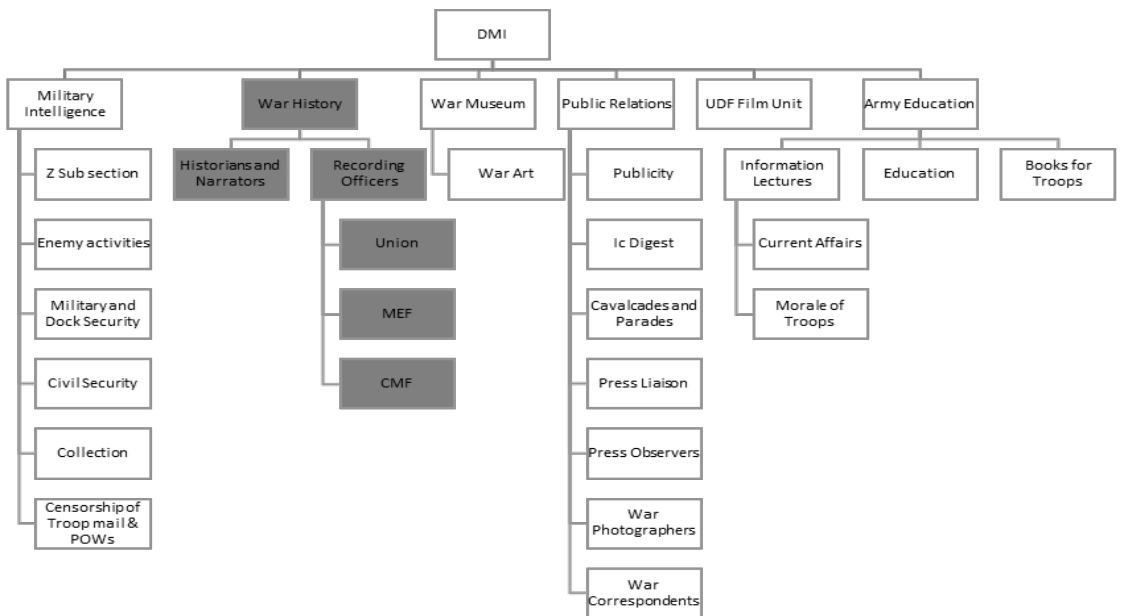 DMI
Military
Intelligence
War History
War Museum
Public Relations
UDF Film Unit
Army Education
Z Sub section
Enemy activities
Military and
Dock Security
Civil Security
Collection
Censorship of
Troop mail &
POWs
Historians and
Narrators
Recording
Officers
Union
MEF
CMF
War Art
Publicity
Ic Digest
Cavalcades and
Parades
Press Liaison
Press Observers
War
Photographers
War
Correspondents
Information
Lectures
Current Affairs
Morale of
Troops
Education
Books for
Troops